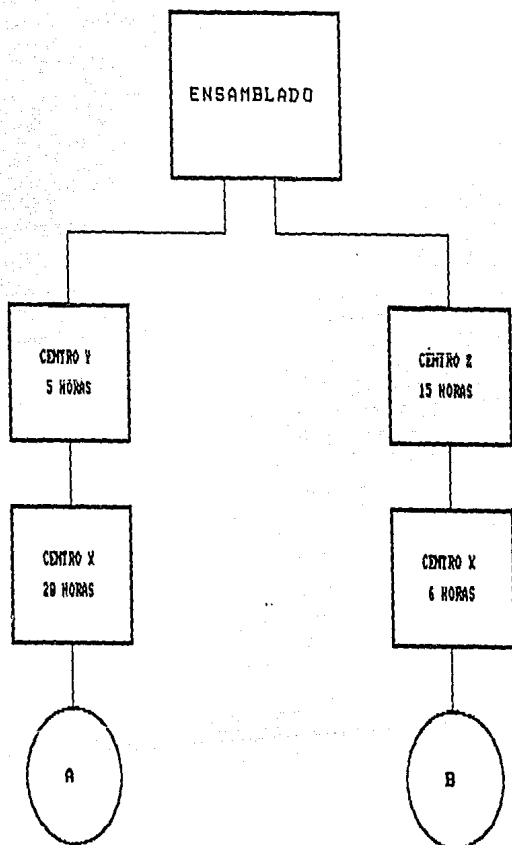 ENSAMBLADO
CENTRO Y
5 HORAS
CENTRO Z
15 HORAS
CENTRO X
20 HORAS
CENTRO X
6 HORAS
A
B